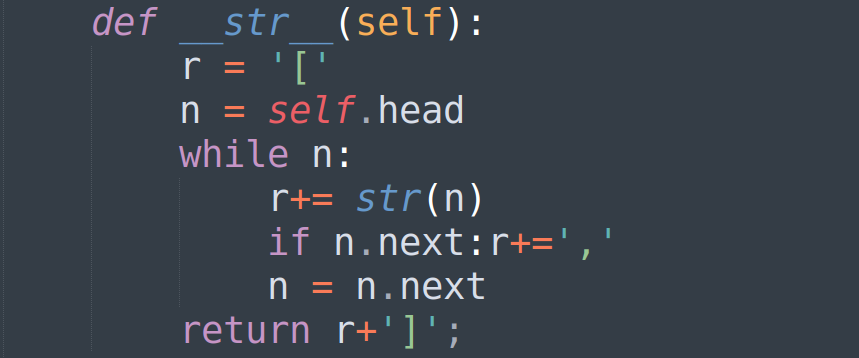 def __str__(self):
r = '['
n = self.head
while n:
r+= str(n)
if n.next:r+=','
n = n.next
return r+']';